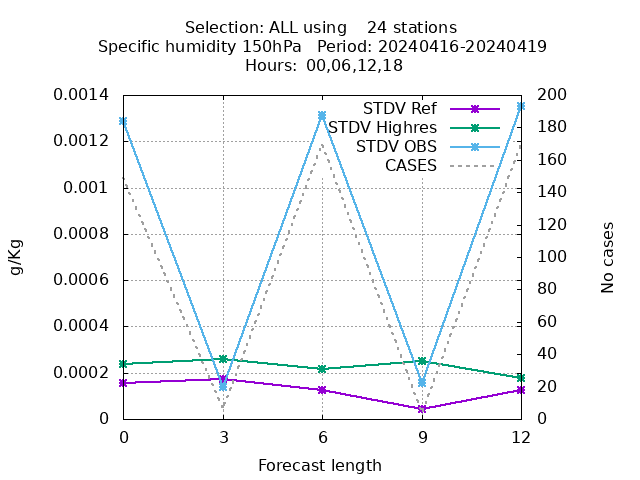 Selection: ALL using    24 stations
Specific humidity 150hPa   Period: 20240416-20240419
Hours:  00,06,12,18
0.0014
0.0012
0.001
0.0008
0.0006
0.0004
0.0002
0
200
180
160
140
120
100
80
60
40
20
0
STDV Ref
STDV Highres
STDV OBS
CASES
g/Kg
No cases
0
3
6
9
12
Forecast length